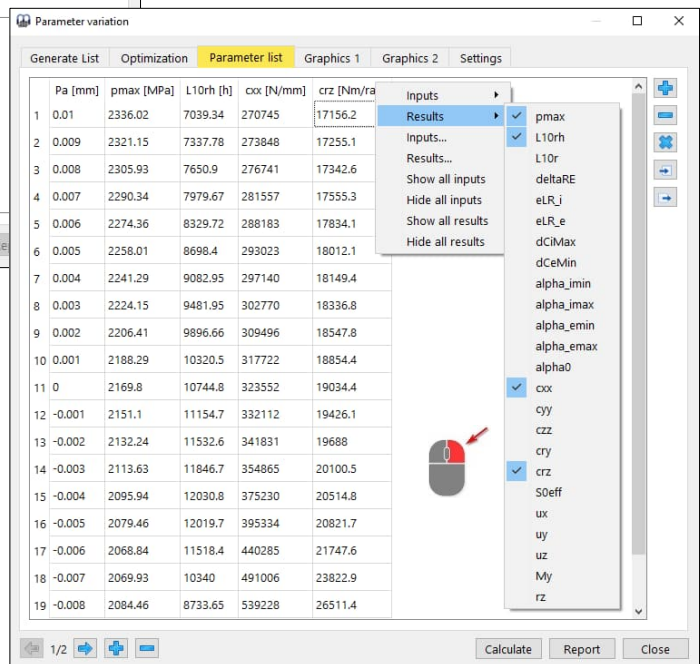 Parameter variation
Generate List Optimization Parameter list Graphics 1 Graphics 2 Settings
Pa [mm] pmax [MPa] L10rh [h] cxx [N/mm] crz [Nm/ra
1 0.01 2336.02 7039.34 270745 17156.2
2 0.009 2321.15 7337.78 273848 17255.1
3 0.008 2305.93 7650.9 276741 17342.6
4 0.007 2290.34 7979.67 281557 17555.3
5 0.006 2274.36 8329.72 288183 17834.1
6 0.005 2258.01 8698.4 293023 18012.1
7 0.004 2241.29 9082.95 297140 18149.4
8 0.003 2224.15 9481.95 302770 18336.8
9 0.002 2206.41 9896.66 309496 18547.8
10 0.001 2188.29 10320.5 317722 18854.4
11 0 2169.8 10744.8 323552 19034.4
12 -0.001 2151.1 11154.7 332112 19426.1
13 -0.002 2132.24 11532.6 341831 19688
14 -0.003 2113.63 11846.7 354865 20100.5
15 -0.004 2095.94 12030.8 375230 20514.8
16 -0.005 2079.46 12019.7 395334 20821.7
17 -0.006 2068.84 11518.4 440285 21747.6
18 -0.007 2069.93 10340 491006 23822.9
19 -0.008 2084.46 8733.65 539228 26511.4
Inputs
Results
Inputs...
Results...
Show all inputs
Hide all inputs
Show all results
Hide all results
pmax
L10rh
L10r
deltaRE
eLR_i
eLR_e
dCiMax
dCeMin
alpha_imin
alpha_imax
alpha_emin
alpha_emax
alpha0
cxx
cyy
czz
cry
crz
S0eff
ux
uy
uz
My
rz
1/2
Calculate Report Close